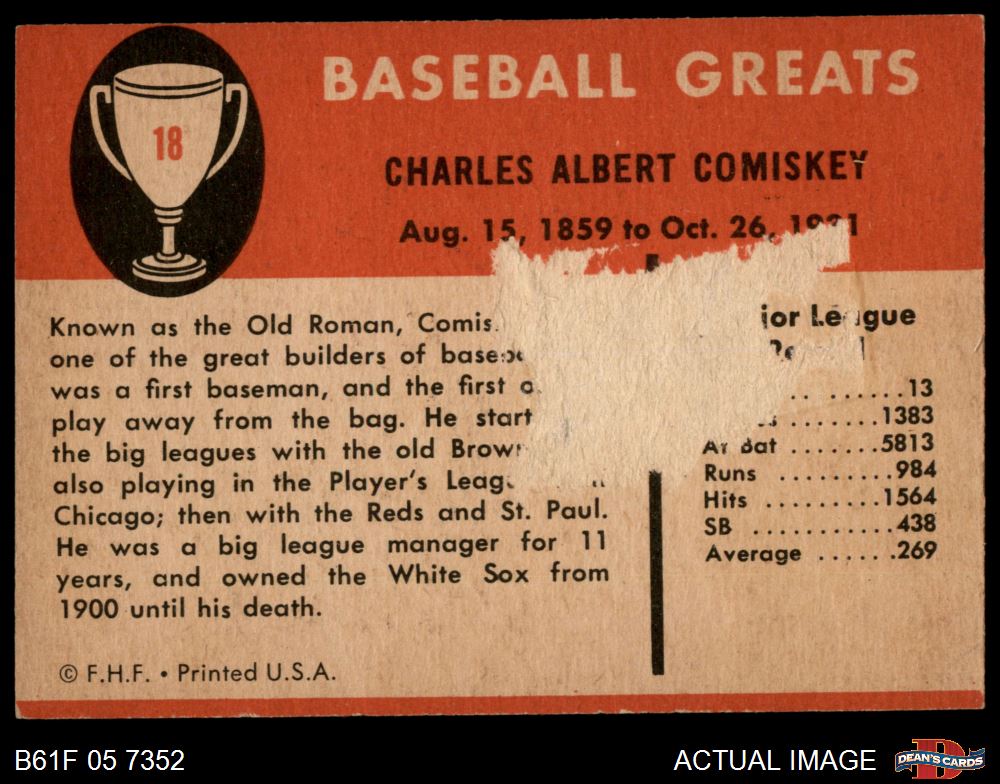 BASEBALL GREATS
18
CHARLES ALBERT COMISKEY
Aug. 15, 1859 to Oct. 26,
Known as the Old Roman,
one of the great builders of
was a first baseman, and the first
play away from the bag. He
the big leagues with the old
also playing in the Player's
Chicago; then with the Reds and St. Paul.
He was a big league manager for 11
years, and owned the White Sox from
1900 until his death.
© F.H.F. • Printed U.S.A.
League
.. ......13
.......1383
At Bat .......5813
Runs .........984
Hits .........1564
SB ..........438
Average ......269
B61F 05 7352
ACTUAL IMAGE
DEAN'S CARDS